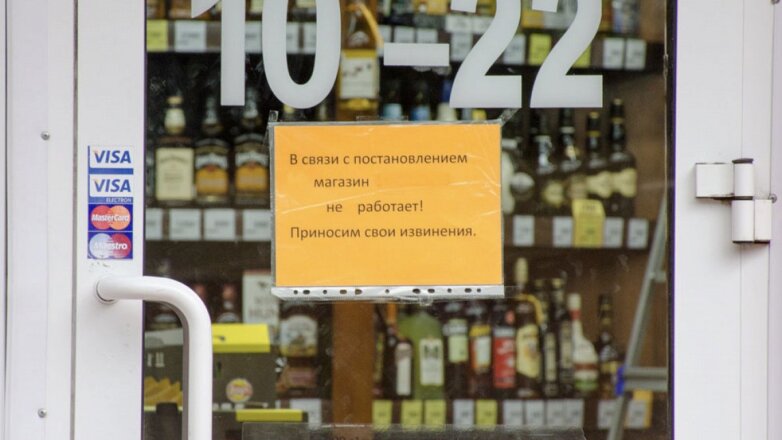 10-22
В связи с постановлением
магазин
не работает!
Приносим свои извинения.
VISA
VISA
ELECTRON
MasterCard
Maestro